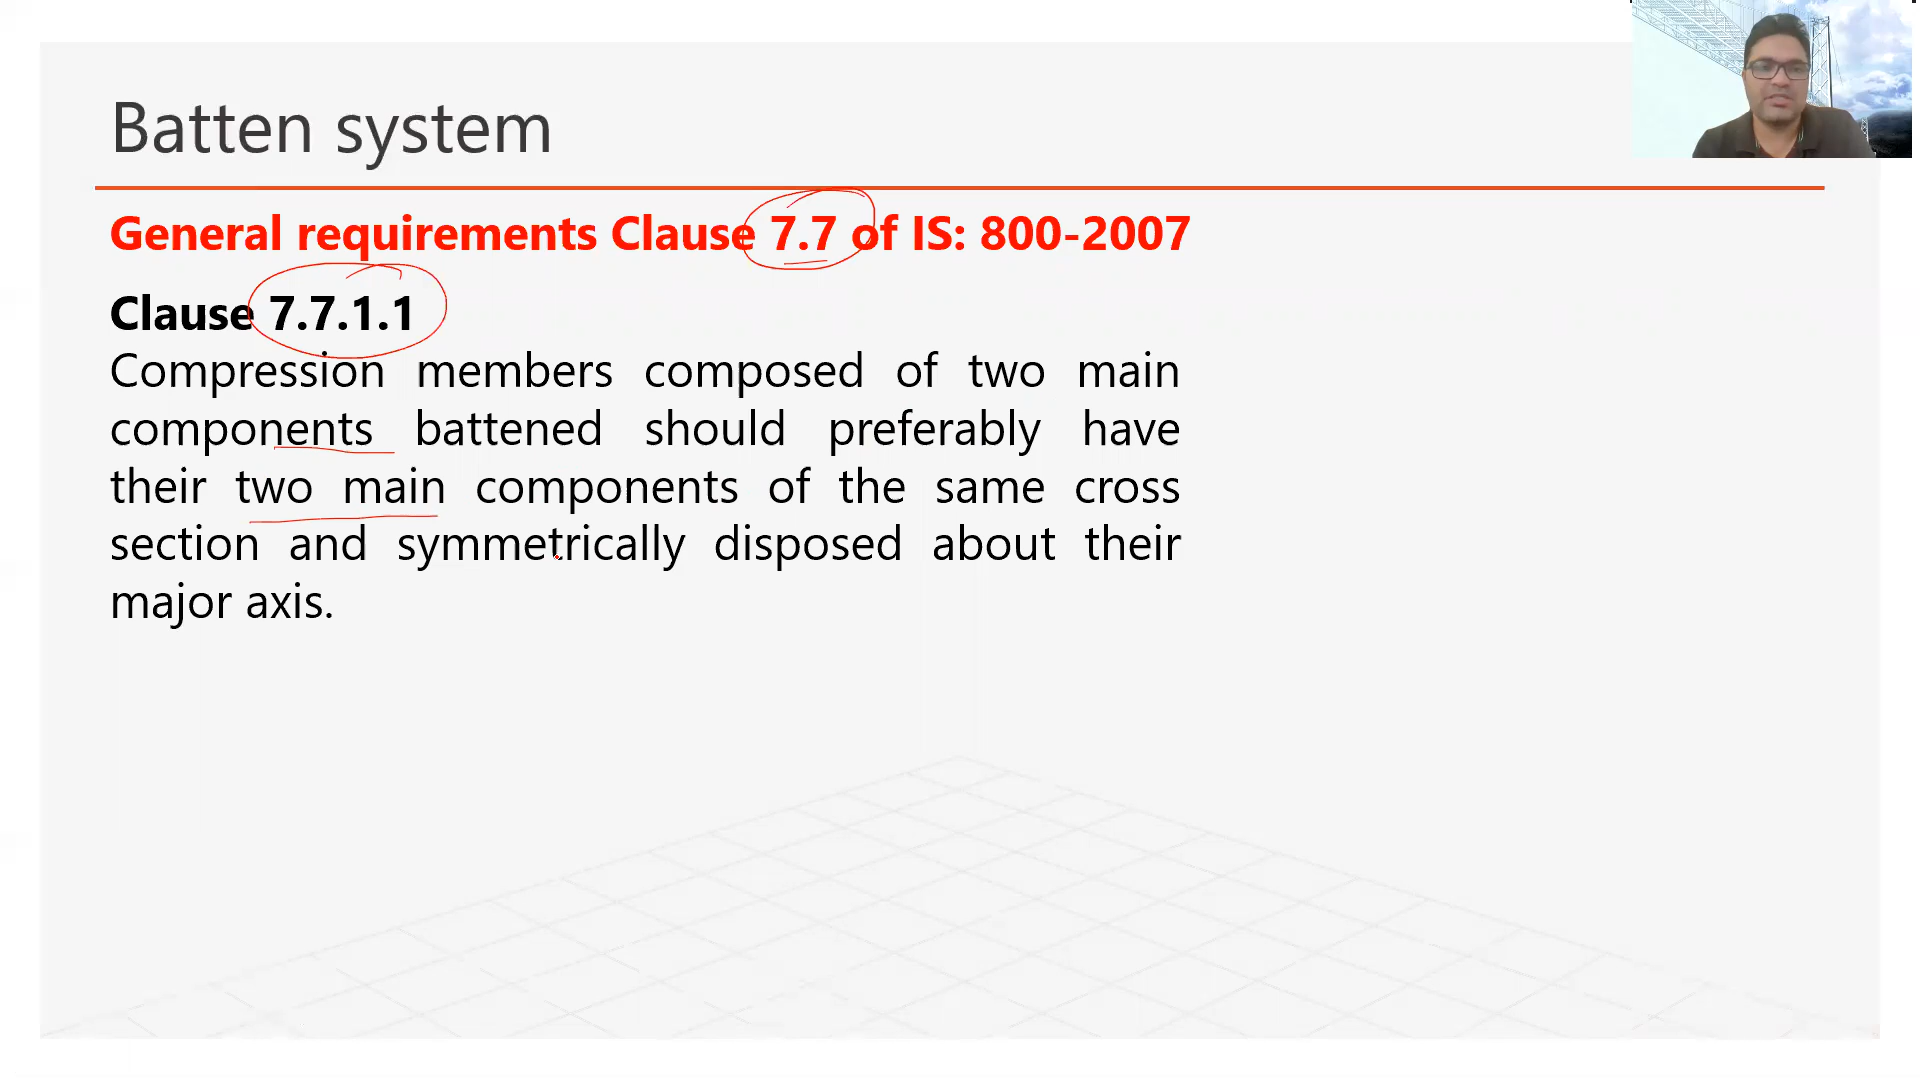 Batten system
General requirements Clause 7.7 of IS: 800-2007
Clause 7.7.1.1
Compression members composed of two main
components battened should preferably have
their two main components of the same cross
section and symmetrically disposed about their
major axis.